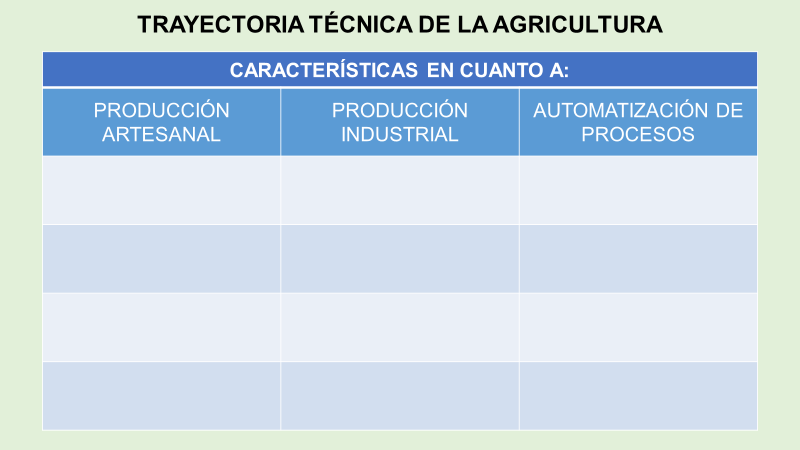 TRAYECTORIA TÉCNICA DE LA AGRICULTURA
CARACTERÍSTICAS EN CUANTO A:
PRODUCCIÓN
ARTESANAL
PRODUCCIÓN
INDUSTRIAL
AUTOMATIZACIÓN DE
PROCESOS